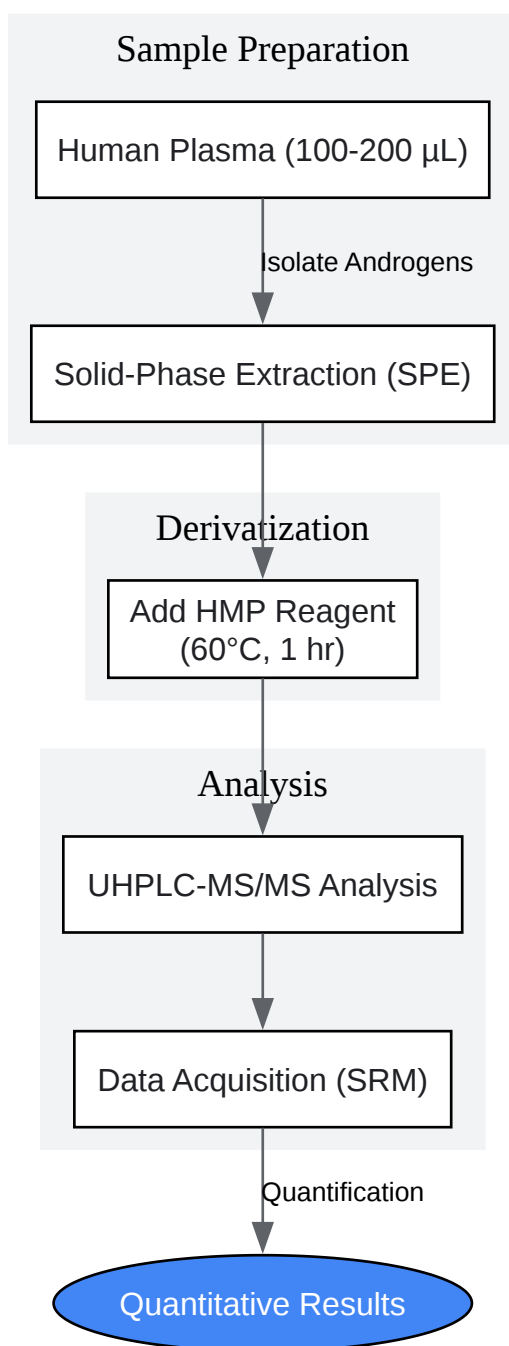 Sample Preparation
Human Plasma (100-200 µL)
Isolate Androgens
Solid-Phase Extraction (SPE)
Derivatization
Add HMP Reagent
(60°C, 1 hr)
Analysis
UHPLC-MS/MS Analysis
Data Acquisition (SRM)
Quantification
Quantitative Results